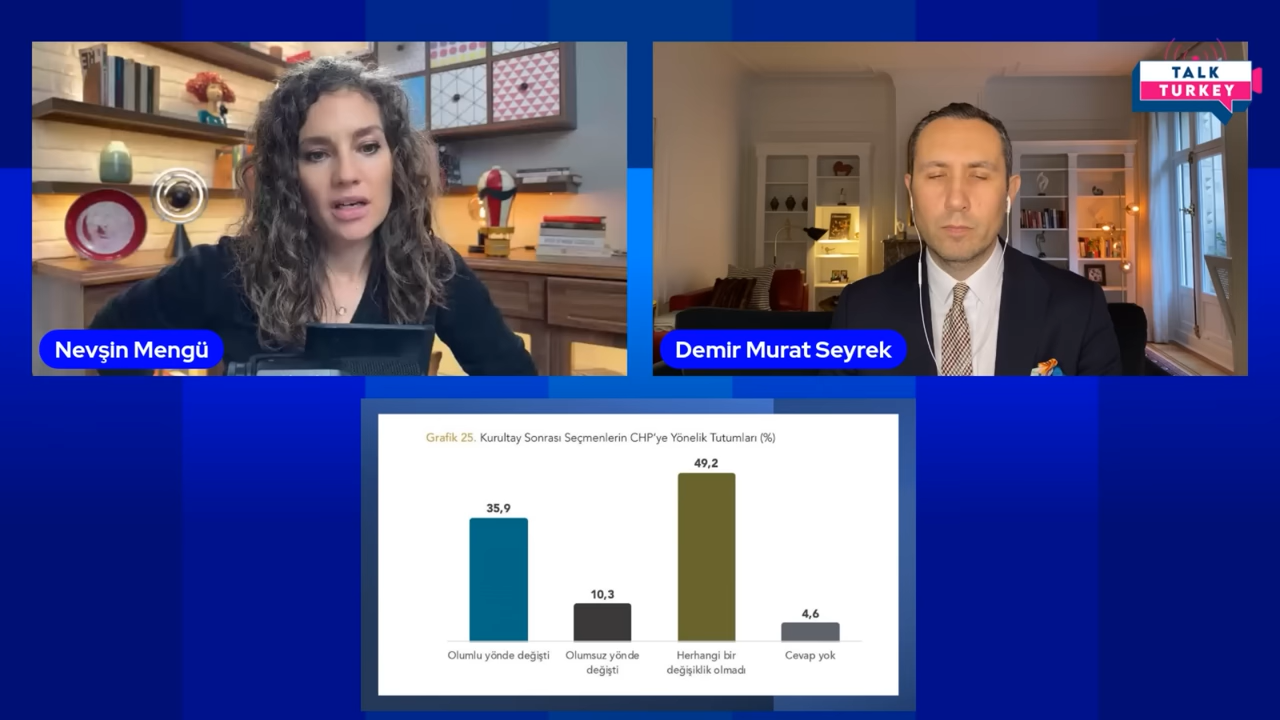 TALK
TURKEY
Nevşin Mengü
Demir Murat Seyrek
Grafik 25. Kurultay Sonrası Seçmenlerin CHP'ye Yönelik Tutumları (%)
49,2
35,9
10,3
4,6
Olumlu yönde değişti
Olumsuz yönde
değişti
Herhangi bir
değişiklik olmadı
Cevap yok